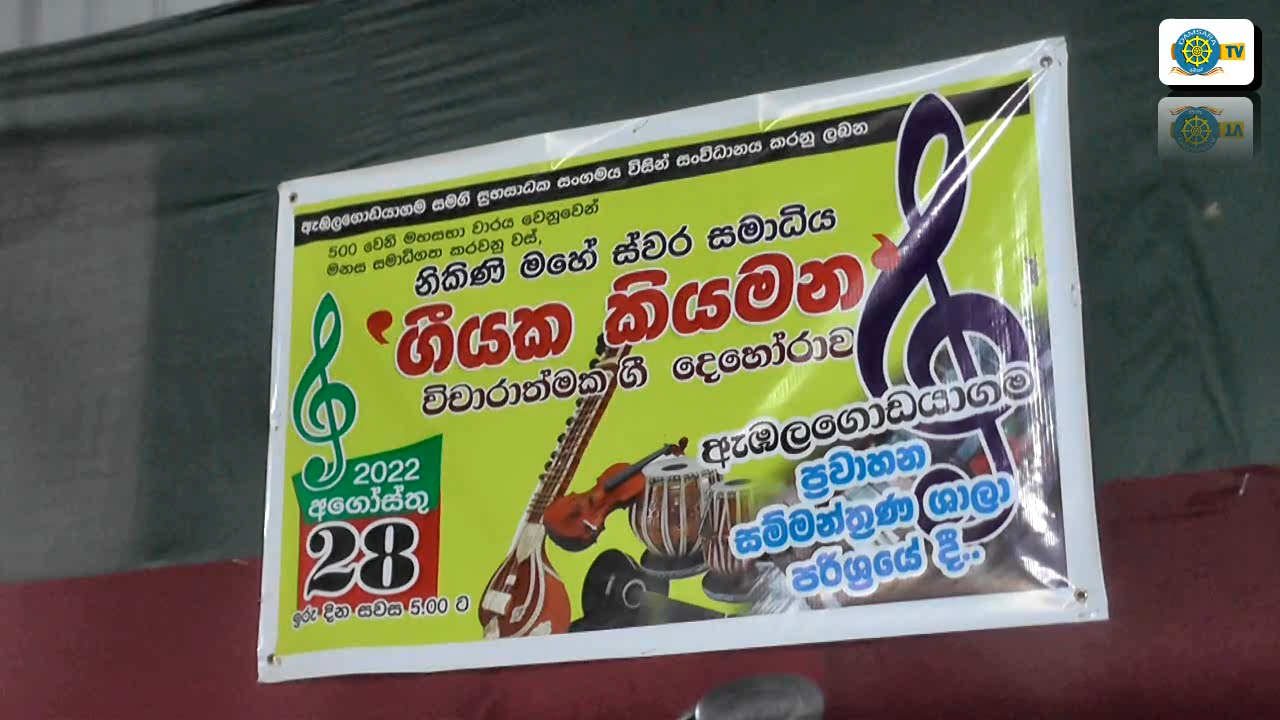 ඇඹලගොඩයාගම සමගි සුභසාධක සංගමය විසින් සංවිධානය කරනු ලබන
500 වෙනි මහසභා වාරය වෙනුවෙන්
මනස සමාධිගත කරවනු වස්,
නිකිණි මහේ ස්වර සමාධිය
‘ගීයක කියමන’
විචාරාත්මක ගී දෙහෝරාව
ඇඹලගොඩයාගම
ප්‍රවාහන
සම්මන්ත්‍රණ ශාලා
පරිශ්‍රයේ දී..
2022
අගෝස්තු
28
ඉරු දින සවස 5.00 ට
DAMSARA
TV